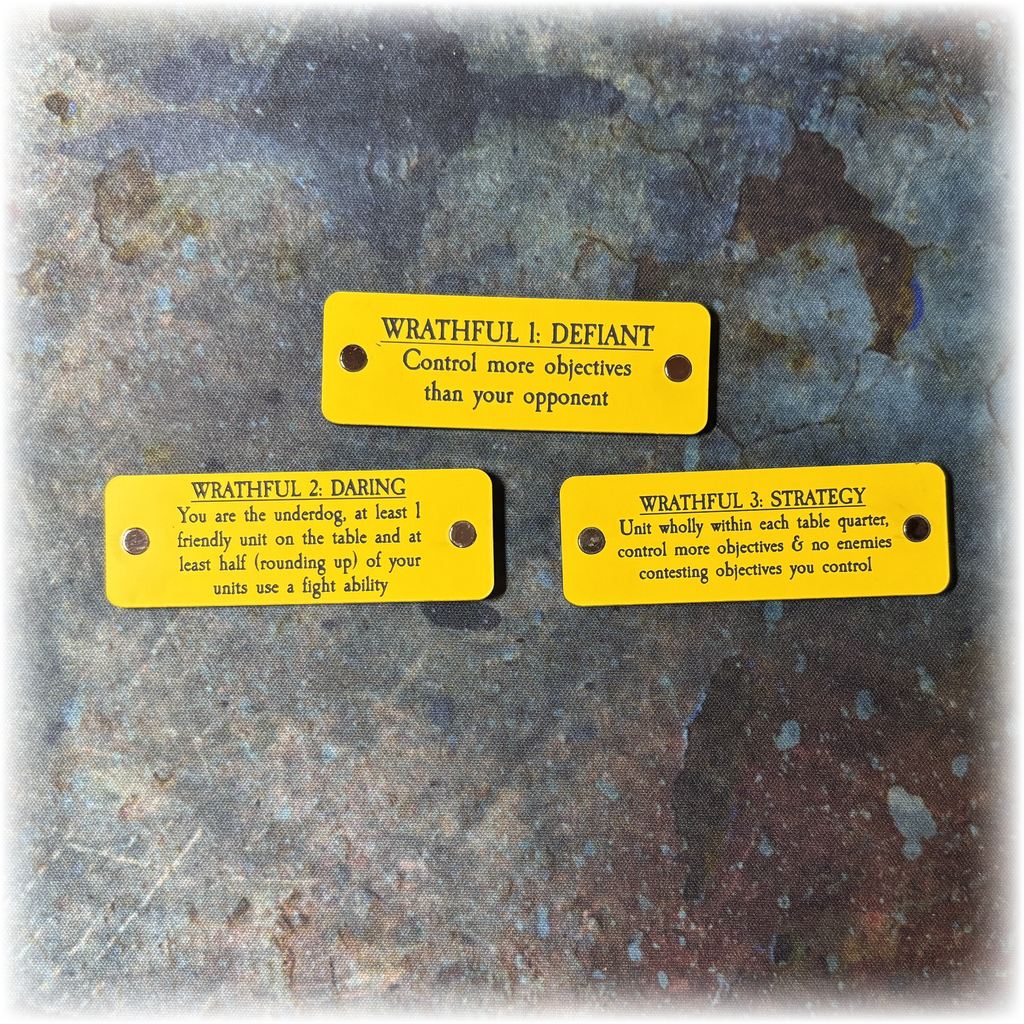 WRATHFUL 1: DEFIANT
Control more objectives
than your opponent
WRATHFUL 2: DARING
You are the underdog, at least 1
friendly unit on the table and at
least half (rounding up) of your
units use a fight ability
WRATHFUL 3: STRATEGY
Unit wholly within each table quarter,
control more objectives & no enemies
contesting objectives you control